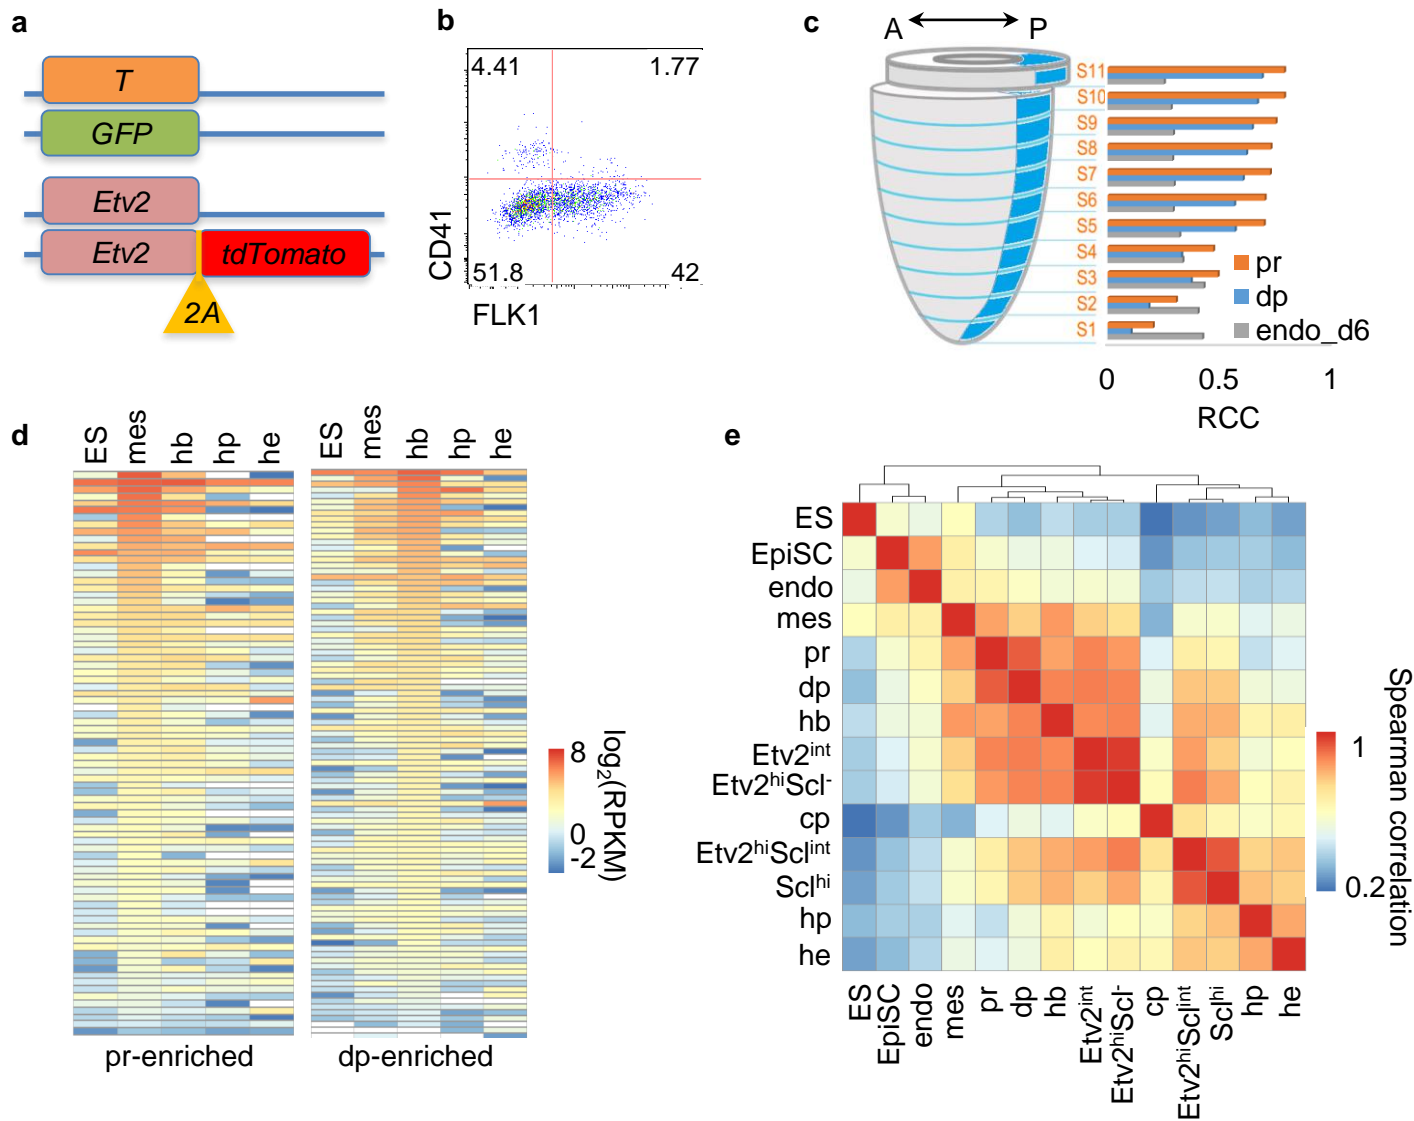 a
T
GFP
Etv2
Etv2 tdTomato
2A
b
4.41 1.77
51.8 42
CD41
FLK1
c
A P
S11
S10
S9
S8
S7
S6
S5
S4
S3
S2
S1
pr
dp
endo_d6
0 0.5 1
RCC
d
ES mes hb hp he
ES mes hb hp he
pr-enriched dp-enriched
8
0
-2
log2(RPKM)
e
ES
EpiSC
endo
mes
pr
dp
hb
Etv2int
Etv2hiScl-
cp
Etv2hiSclint
Sclhi
hp
he
ES EpiSC endo mes pr dp hb Etv2int Etv2hiScl- cp Etv2hiSclint Sclhi hp he
1
0.2
Spearman correlation